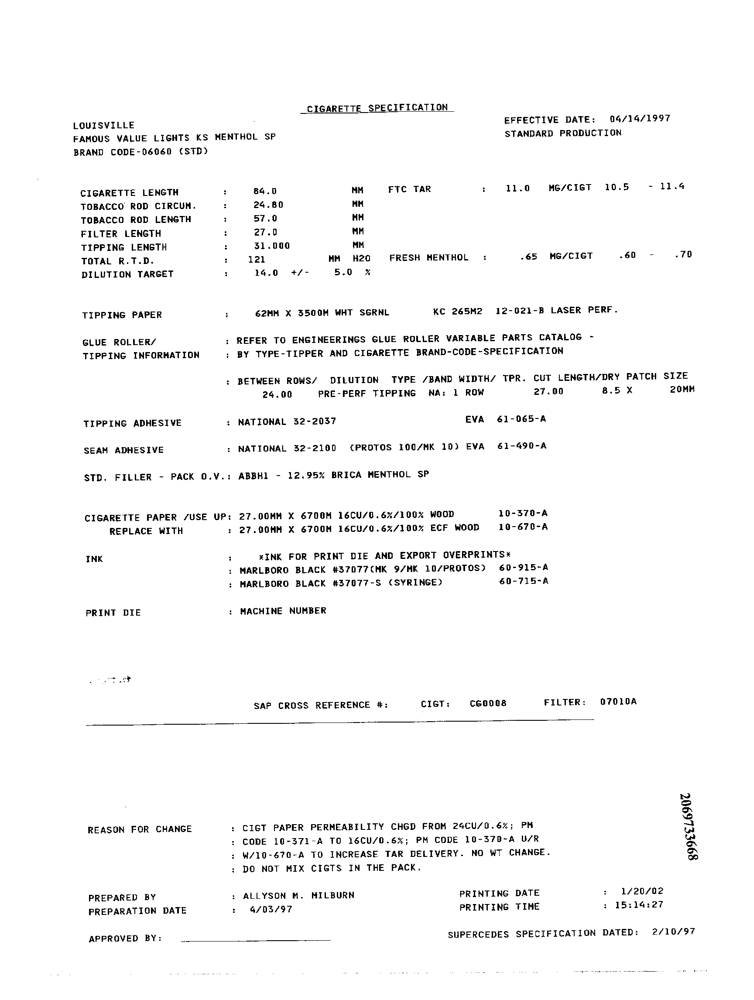 CIGARETTE SPECIFICATION
LOUISVILLE EFFECTIVE DATE: 04/14/1997
FAMOUS VALUE LIGHTS KS MENTHOL SP STANDARD PRODUCTION
BRAND CODE-06060 (STD)
CIGARETTE LENGTH : 84.0 MM FTC TAR : 11.0 MG/CIGT 10.5 - 11.4
TOBACCO ROD CIRCUM. : 24.80 MM
TOBACCO ROD LENGTH : 57.0 MM
FILTER LENGTH : 27.0 MM
TIPPING LENGTH : 31.000 MM
TOTAL R.T.D. : 121 MM H2O FRESH MENTHOL : .65 MG/CIGT .60 - .70
DILUTION TARGET : 14.0 +/- 5.0 %
TIPPING PAPER : 62MM X 3500M WHT SGRNL KC 265M2 12-021-B LASER PERF.
GLUE ROLLER/ : REFER TO ENGINEERINGS GLUE ROLLER VARIABLE PARTS CATALOG -
TIPPING INFORMATION : BY TYPE-TIPPER AND CIGARETTE BRAND-CODE-SPECIFICATION
: BETWEEN ROWS/ DILUTION TYPE /BAND WIDTH/ TPR. CUT LENGTH/DRY PATCH SIZE
24.00 PRE-PERF TIPPING NA: 1 ROW 27.00 8.5 X 20MM
TIPPING ADHESIVE : NATIONAL 32-2037 EVA 61-065-A
SEAM ADHESIVE : NATIONAL 32-2100 (PROTOS 100/MK 10) EVA 61-490-A
STD. FILLER - PACK O.V.: ABBH1 - 12.95% BRICA MENTHOL SP
CIGARETTE PAPER /USE UP: 27.00MM X 6700M 16CU/0.6%/100% WOOD 10-370-A
REPLACE WITH : 27.00MM X 6700M 16CU/0.6%/100% ECF WOOD 10-670-A
INK : *INK FOR PRINT DIE AND EXPORT OVERPRINTS*
: MARLBORO BLACK #37077(MK 9/MK 10/PROTOS) 60-915-A
: MARLBORO BLACK #37077-S (SYRINGE) 60-715-A
PRINT DIE : MACHINE NUMBER
SAP CROSS REFERENCE #: CIGT: CG0008 FILTER: 07010A
REASON FOR CHANGE : CIGT PAPER PERMEABILITY CHGD FROM 24CU/0.6%; PM
: CODE 10-371-A TO 16CU/0.6%; PM CODE 10-370-A U/R
: W/10-670-A TO INCREASE TAR DELIVERY. NO WT CHANGE.
: DO NOT MIX CIGTS IN THE PACK.
PREPARED BY : ALLYSON M. MILBURN PRINTING DATE : 1/20/02
PREPARATION DATE : 4/03/97 PRINTING TIME : 15:14:27
APPROVED BY: SUPERCEDES SPECIFICATION DATED: 2/10/97
2069733668